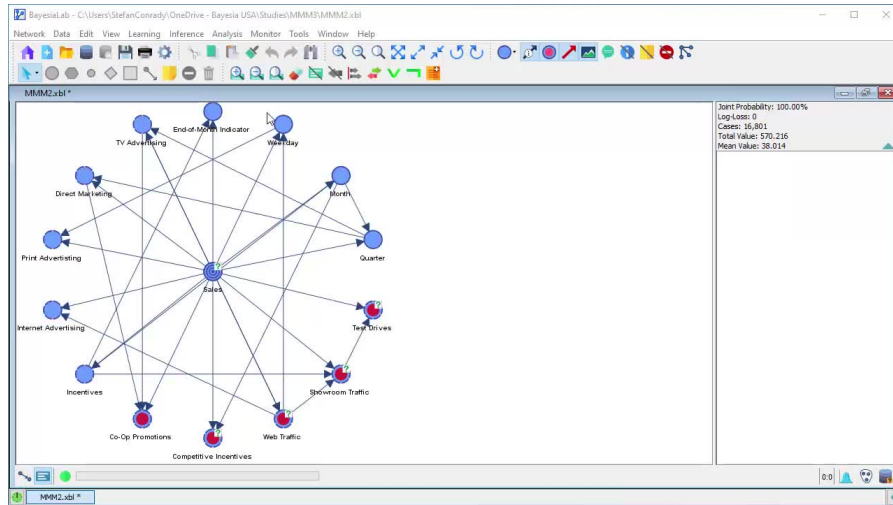 BayesiaLab - C:\Users\StefanConrady\OneDrive - Bayesia USA\Studies\MMM3\MMM2.xbl
Network Data Edit View Learning Inference Analysis Monitor Tools Window Help
MMM2.xbl *
Joint Probability: 100.00%
Log-Loss: 0
Cases: 16,801
Total Value: 570.216
Mean Value: 38.014
End-of-Month Indicator
TV Advertising
Weekday
Direct Marketing
Month
Print Advertisting
Quarter
Sales
Internet Advertising
Test Drives
Incentives
Showroom Traffic
Co-Op Promotions
Web Traffic
Competitive Incentives
0:0
MMM2.xbl *